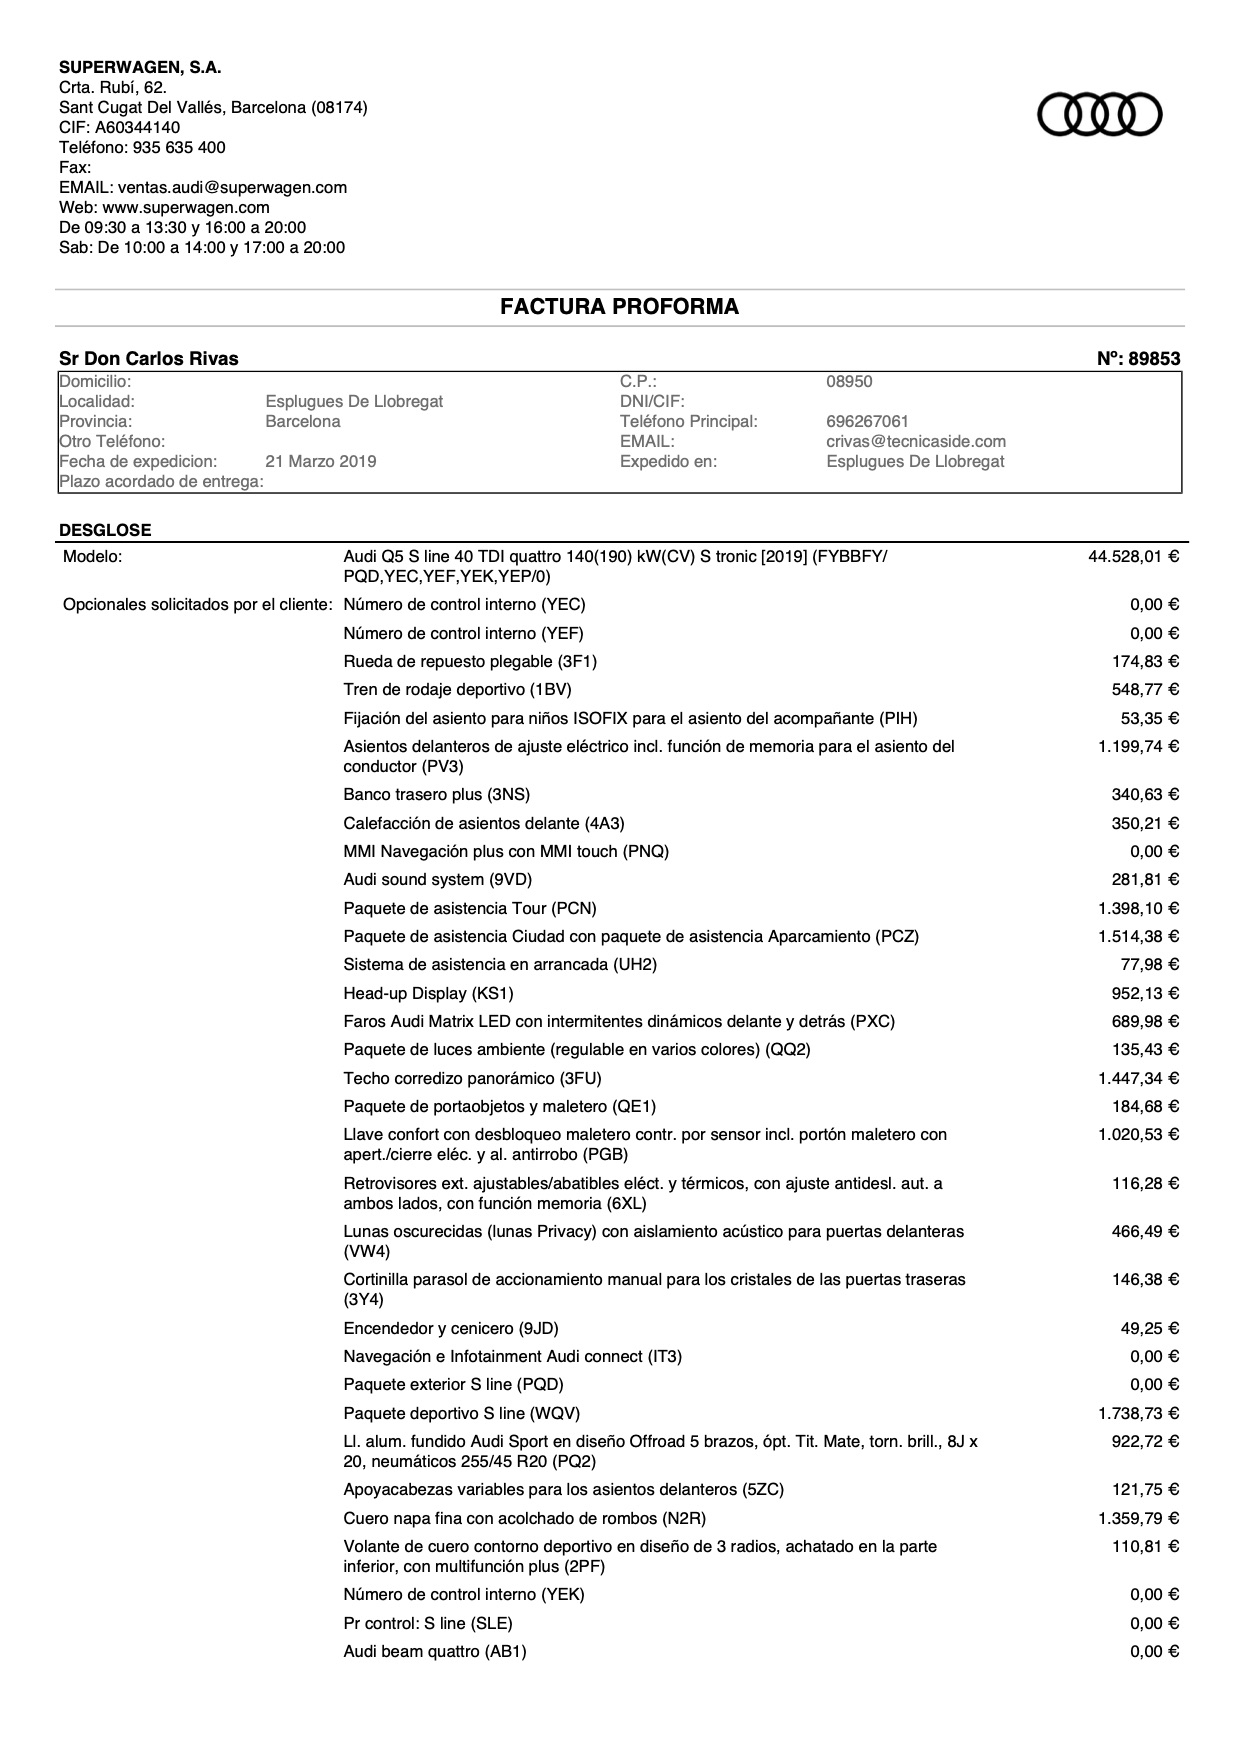 SUPERWAGEN, S.A.
Crta. Rubí, 62.
Sant Cugat Del Vallés, Barcelona (08174)
CIF: A60344140
Teléfono: 935 635 400
Fax:
EMAIL: ventas.audi@superwagen.com
Web: www.superwagen.com
De 09:30 a 13:30 y 16:00 a 20:00
Sab: De 10:00 a 14:00 y 17:00 a 20:00
FACTURA PROFORMA
Sr Don Carlos Rivas Nº: 89853
Domicilio: C.P.: 08950
Localidad: Esplugues De Llobregat DNI/CIF:
Provincia: Barcelona Teléfono Principal: 696267061
Otro Teléfono: EMAIL: crivas@tecnicaside.com
Fecha de expedicion: 21 Marzo 2019 Expedido en: Esplugues De Llobregat
Plazo acordado de entrega:
DESGLOSE
Modelo: Audi Q5 S line 40 TDI quattro 140(190) kW(CV) S tronic [2019] (FYBBFY/ 44.528,01 €
PQD,YEC,YEF,YEK,YEP/0)
Opcionales solicitados por el cliente: Número de control interno (YEC) 0,00 €
Número de control interno (YEF) 0,00 €
Rueda de repuesto plegable (3F1) 174,83 €
Tren de rodaje deportivo (1BV) 548,77 €
Fijación del asiento para niños ISOFIX para el asiento del acompañante (PIH) 53,35 €
Asientos delanteros de ajuste eléctrico incl. función de memoria para el asiento del 1.199,74 €
conductor (PV3)
Banco trasero plus (3NS) 340,63 €
Calefacción de asientos delante (4A3) 350,21 €
MMI Navegación plus con MMI touch (PNQ) 0,00 €
Audi sound system (9VD) 281,81 €
Paquete de asistencia Tour (PCN) 1.398,10 €
Paquete de asistencia Ciudad con paquete de asistencia Aparcamiento (PCZ) 1.514,38 €
Sistema de asistencia en arrancada (UH2) 77,98 €
Head-up Display (KS1) 952,13 €
Faros Audi Matrix LED con intermitentes dinámicos delante y detrás (PXC) 689,98 €
Paquete de luces ambiente (regulable en varios colores) (QQ2) 135,43 €
Techo corredizo panorámico (3FU) 1.447,34 €
Paquete de portaobjetos y maletero (QE1) 184,68 €
Llave confort con desbloqueo maletero contr. por sensor incl. portón maletero con 1.020,53 €
apert./cierre eléc. y al. antirrobo (PGB)
Retrovisores ext. ajustables/abatibles eléct. y térmicos, con ajuste antidesl. aut. a 116,28 €
ambos lados, con función memoria (6XL)
Lunas oscurecidas (lunas Privacy) con aislamiento acústico para puertas delanteras 466,49 €
(VW4)
Cortinilla parasol de accionamiento manual para los cristales de las puertas traseras 146,38 €
(3Y4)
Encendedor y cenicero (9JD) 49,25 €
Navegación e Infotainment Audi connect (IT3) 0,00 €
Paquete exterior S line (PQD) 0,00 €
Paquete deportivo S line (WQV) 1.738,73 €
Ll. alum. fundido Audi Sport en diseño Offroad 5 brazos, ópt. Tit. Mate, torn. brill., 8J x 922,72 €
20, neumáticos 255/45 R20 (PQ2)
Apoyacabezas variables para los asientos delanteros (5ZC) 121,75 €
Cuero napa fina con acolchado de rombos (N2R) 1.359,79 €
Volante de cuero contorno deportivo en diseño de 3 radios, achatado en la parte 110,81 €
inferior, con multifunción plus (2PF)
Número de control interno (YEK) 0,00 €
Pr control: S line (SLE) 0,00 €
Audi beam quattro (AB1) 0,00 €